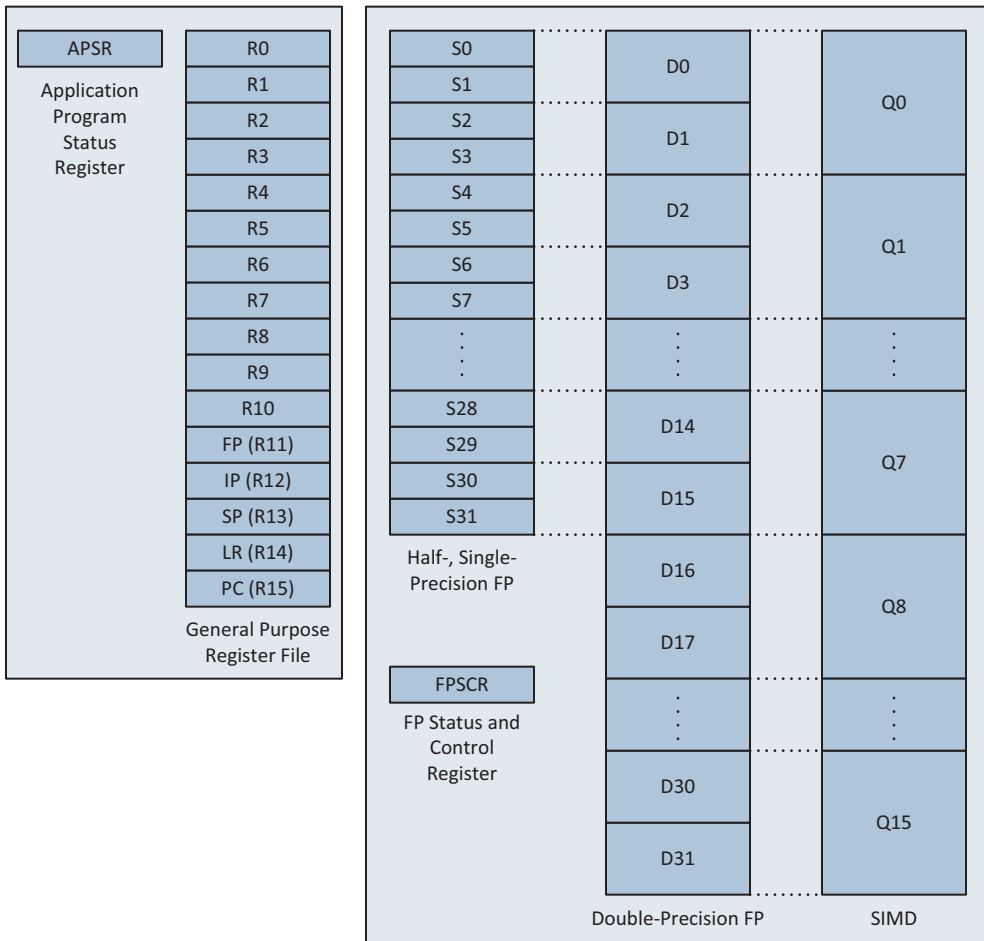 APSR
Application
Program
Status
Register
R0
R1
R2
R3
R4
R5
R6
R7
R8
R9
R10
FP (R11)
IP (R12)
SP (R13)
LR (R14)
PC (R15)
General Purpose
Register File
S0
S1
S2
S3
S4
S5
S6
S7
S28
S29
S30
S31
Half-, Single-
Precision FP
FPSCR
FP Status and
Control
Register
D0
D1
D2
D3
D14
D15
D16
D17
D30
D31
Double-Precision FP
Q0
Q1
Q7
Q8
Q15
SIMD